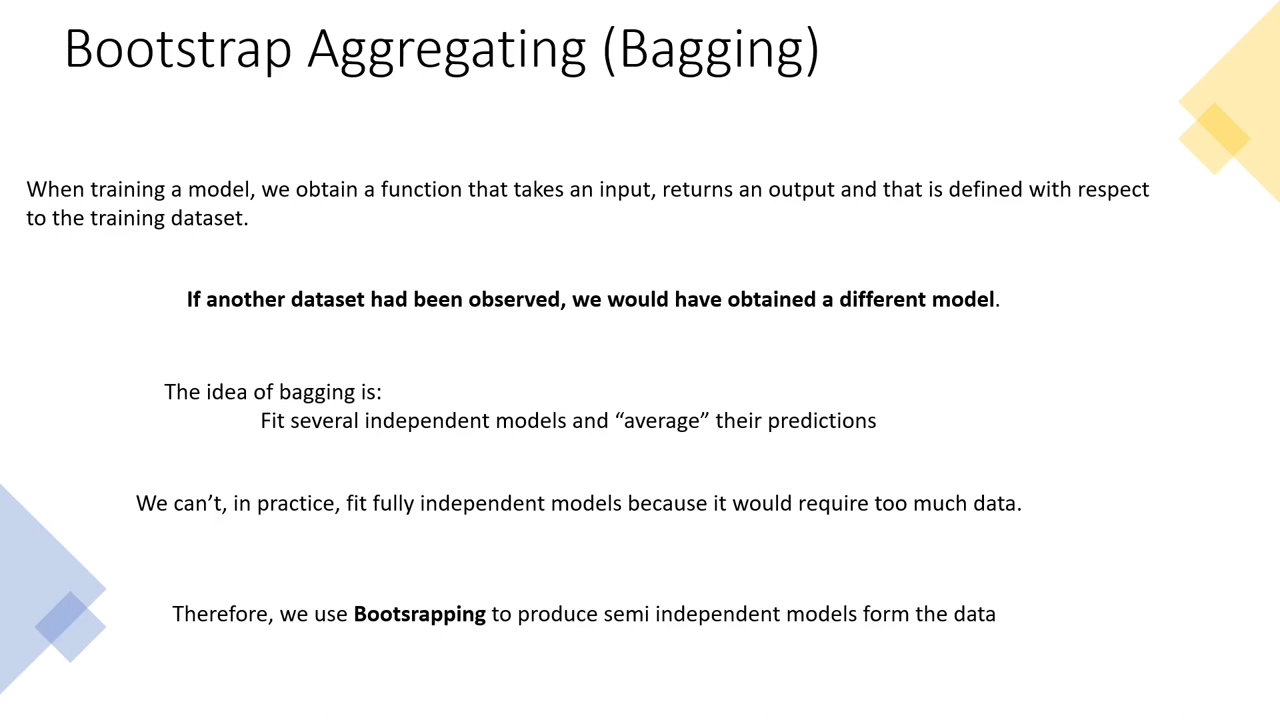 Bootstrap Aggregating (Bagging)
When training a model, we obtain a function that takes an input, returns an output and that is defined with respect
to the training dataset.
If another dataset had been observed, we would have obtained a different model.
The idea of bagging is:
Fit several independent models and “average” their predictions
We can’t, in practice, fit fully independent models because it would require too much data.
Therefore, we use Bootsrapping to produce semi independent models form the data